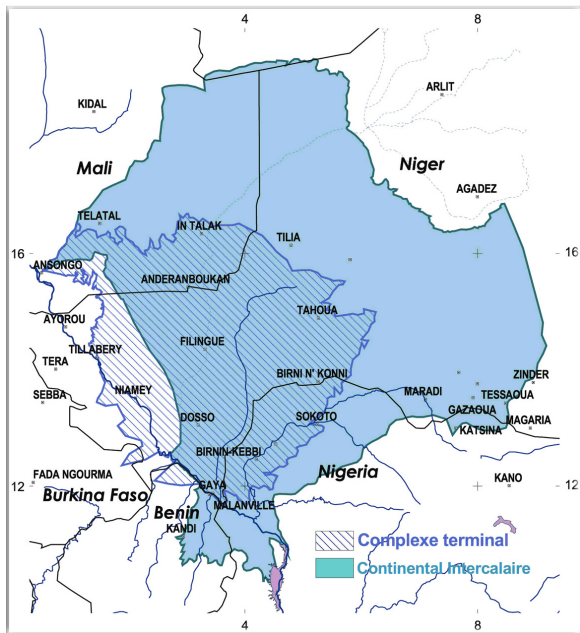 4 8
ARLIT
KIDAL
Mali Niger
AGADEZ
TELATAL
IN TALAK
TILIA
16 16
ANSONGO
ANDERANBOUKAN
TAHOUA
AYOROU
TILLABERY
FILINGUE
TERA
BIRNI N' KONNI
ZINDER
SEBBA
NIAMEY
MARADI
TESSAOUA
GAZAOUA
DOSSO
SOKOTO
MAGARIA
KATSINA
BIRNIN-KEBBI
FADA NGOURMA
Nigeria
KANO
12 12
GAYA
Burkina Faso
MALANVILLE
Benin
KANDI
Complexe terminal
Continental Intercalaire
4 8